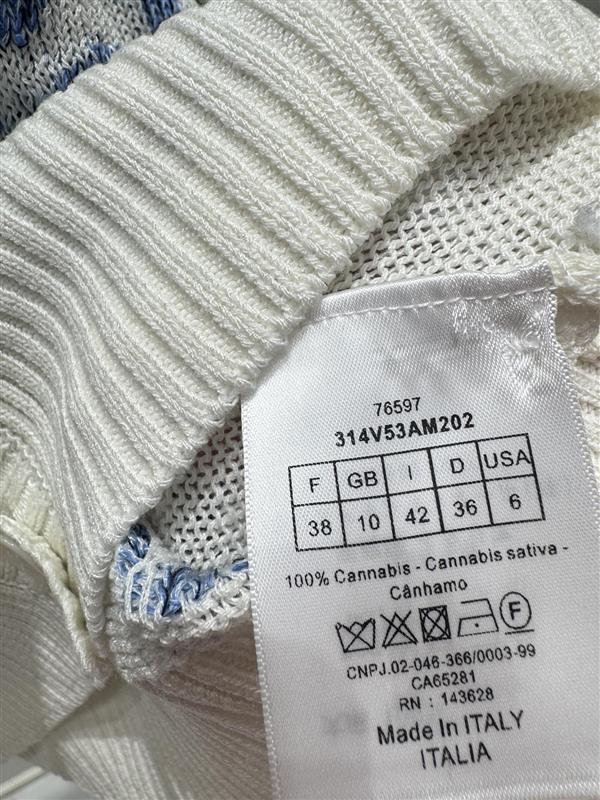 76597
314V53AM202
F GB I D USA
38 10 42 36 6
100% Cannabis - Cannabis sativa -
Cânhamo
F
CNPJ.02-046-366/0003-99
CA65281
RN : 143628
Made In ITALY
ITALIA